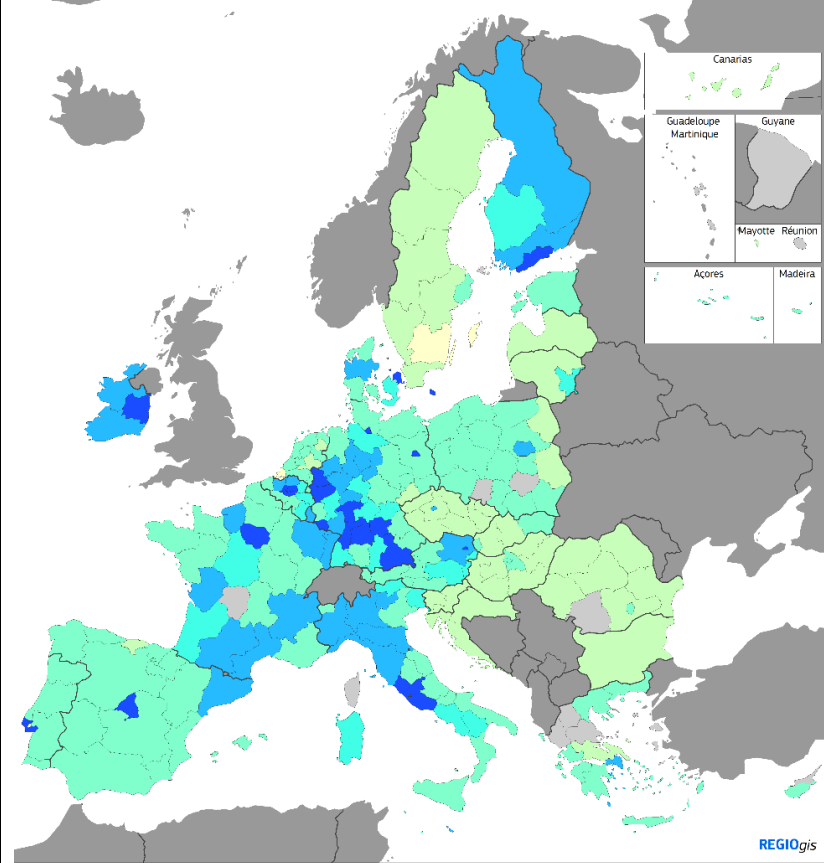 Canarias
Guadeloupe
Martinique
Guyane
Mayotte
Réunion
Açores
Madeira
REGIOgis